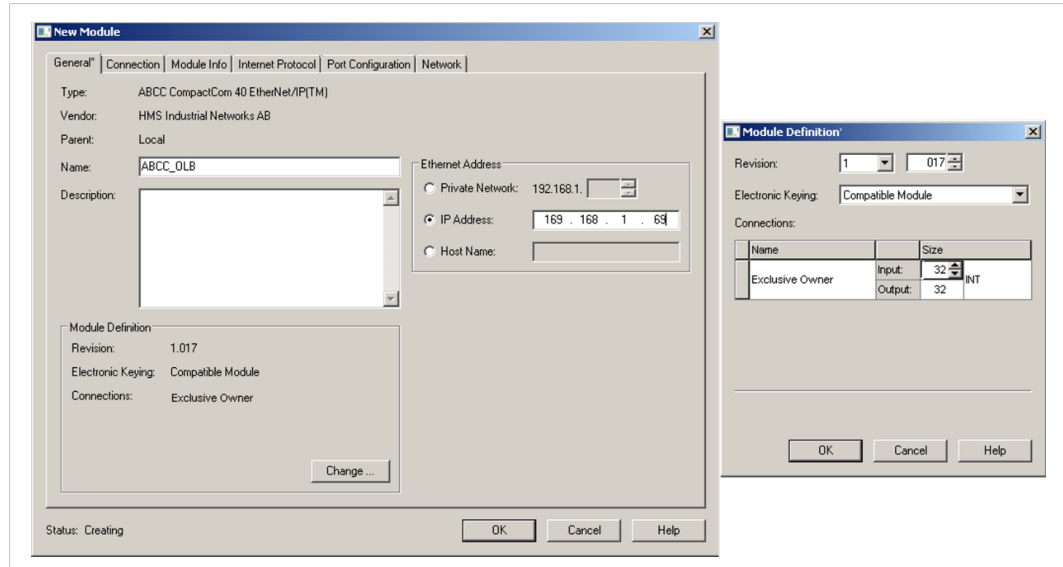 New Module
General* Connection Module Info Internet Protocol Port Configuration Network
Type: ABCC CompactCom 40 EtherNet/IP(TM)
Vendor: HMS Industrial Networks AB
Parent: Local
Name: ABCC_OLB
Description:
Ethernet Address
Private Network: 192.168.1.
IP Address: 169 . 168 . 1 . 69
Host Name:
Module Definition
Revision: 1.017
Electronic Keying: Compatible Module
Connections: Exclusive Owner
Change ...
Status: Creating
OK Cancel Help
Module Definition*
Revision: 1 017
Electronic Keying: Compatible Module
Connections:
Name Size
Exclusive Owner Input: 32 INT
Output: 32
OK Cancel Help